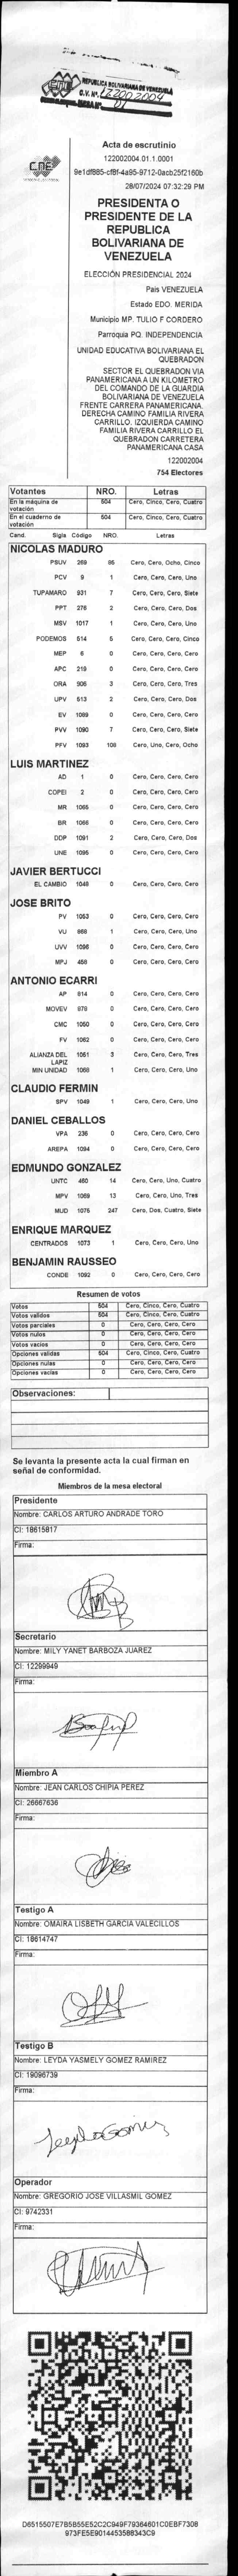 REPUBLICA BOLIVARIANA DE VENEZUELA
C.V. Nº. 122002004
MESA Nº 01
CNE
Acta de escrutinio
122002004.01.1.0001
9e1df885-cf8f-4a95-9712-0acb25f2160b
28/07/2024 07:32:29 PM
PRESIDENTA O
PRESIDENTE DE LA
REPUBLICA
BOLIVARIANA DE
VENEZUELA
ELECCIÓN PRESIDENCIAL 2024
Pais VENEZUELA
Estado EDO. MERIDA
Municipio MP. TULIO F CORDERO
Parroquia PQ. INDEPENDENCIA
UNIDAD EDUCATIVA BOLIVARIANA EL
QUEBRADON
SECTOR EL QUEBRADON VIA
PANAMERICANA A UN KILOMETRO
DEL COMANDO DE LA GUARDIA
BOLIVARIANA DE VENEZUELA
FRENTE CARRERA PANAMERICANA.
DERECHA CAMINO FAMILIA RIVERA
CARRILLO. IZQUIERDA CAMINO
FAMILIA RIVERA CARRILLO EL
QUEBRADON CARRETERA
PANAMERICANA CASA
122002004
754 Electores
Votantes NRO. Letras
En la máquina de votación 504 Cero, Cinco, Cero, Cuatro
En el cuaderno de votación 504 Cero, Cinco, Cero, Cuatro
Cand. Sigla Código NRO. Letras
NICOLAS MADURO
PSUV 269 85 Cero, Cero, Ocho, Cinco
PCV 9 1 Cero, Cero, Cero, Uno
TUPAMARO 931 7 Cero, Cero, Cero, Siete
PPT 276 2 Cero, Cero, Cero, Dos
MSV 1017 1 Cero, Cero, Cero, Uno
PODEMOS 514 5 Cero, Cero, Cero, Cinco
MEP 6 0 Cero, Cero, Cero, Cero
APC 219 0 Cero, Cero, Cero, Cero
ORA 906 3 Cero, Cero, Cero, Tres
UPV 513 2 Cero, Cero, Cero, Dos
EV 1089 0 Cero, Cero, Cero, Cero
PVV 1090 7 Cero, Cero, Cero, Siete
PFV 1093 108 Cero, Uno, Cero, Ocho
LUIS MARTINEZ
AD 1 0 Cero, Cero, Cero, Cero
COPEI 2 0 Cero, Cero, Cero, Cero
MR 1065 0 Cero, Cero, Cero, Cero
BR 1066 0 Cero, Cero, Cero, Cero
DDP 1091 2 Cero, Cero, Cero, Dos
UNE 1095 0 Cero, Cero, Cero, Cero
JAVIER BERTUCCI
EL CAMBIO 1048 0 Cero, Cero, Cero, Cero
JOSE BRITO
PV 1053 0 Cero, Cero, Cero, Cero
VU 868 1 Cero, Cero, Cero, Uno
UVV 1096 0 Cero, Cero, Cero, Cero
MPJ 458 0 Cero, Cero, Cero, Cero
ANTONIO ECARRI
AP 814 0 Cero, Cero, Cero, Cero
MOVEV 979 0 Cero, Cero, Cero, Cero
CMC 1050 0 Cero, Cero, Cero, Cero
FV 1062 0 Cero, Cero, Cero, Cero
ALIANZA DEL LAPIZ 1051 3 Cero, Cero, Cero, Tres
MIN UNIDAD 1068 1 Cero, Cero, Cero, Uno
CLAUDIO FERMIN
SPV 1049 1 Cero, Cero, Cero, Uno
DANIEL CEBALLOS
VPA 236 0 Cero, Cero, Cero, Cero
AREPA 1094 0 Cero, Cero, Cero, Cero
EDMUNDO GONZALEZ
UNTC 460 14 Cero, Cero, Uno, Cuatro
MPV 1069 13 Cero, Cero, Uno, Tres
MUD 1075 247 Cero, Dos, Cuatro, Siete
ENRIQUE MARQUEZ
CENTRADOS 1073 1 Cero, Cero, Cero, Uno
BENJAMIN RAUSSEO
CONDE 1092 0 Cero, Cero, Cero, Cero
Resumen de votos
Votos 504 Cero, Cinco, Cero, Cuatro
Votos validos 504 Cero, Cinco, Cero, Cuatro
Votos parciales 0 Cero, Cero, Cero, Cero
Votos nulos 0 Cero, Cero, Cero, Cero
Votos vacios 0 Cero, Cero, Cero, Cero
Opciones validas 504 Cero, Cinco, Cero, Cuatro
Opciones nulas 0 Cero, Cero, Cero, Cero
Opciones vacias 0 Cero, Cero, Cero, Cero
Observaciones:
Se levanta la presente acta la cual firman en
señal de conformidad.
Miembros de la mesa electoral
Presidente
Nombre: CARLOS ARTURO ANDRADE TORO
CI: 18615817
Firma:
Secretario
Nombre: MILY YANET BARBOZA JUAREZ
CI: 12299949
Firma:
Miembro A
Nombre: JEAN CARLOS CHIPIA PEREZ
CI: 26667636
Firma:
Testigo A
Nombre: OMAIRA LISBETH GARCIA VALECILLOS
CI: 18614747
Firma:
Testigo B
Nombre: LEYDA YASMELY GOMEZ RAMIREZ
CI: 19096739
Firma:
Operador
Nombre: GREGORIO JOSE VILLASMIL GOMEZ
CI: 9742331
Firma:
D6515507E7B5B55E52C2C949F79364601C0EBF7308
973FE5E9014453588343C9